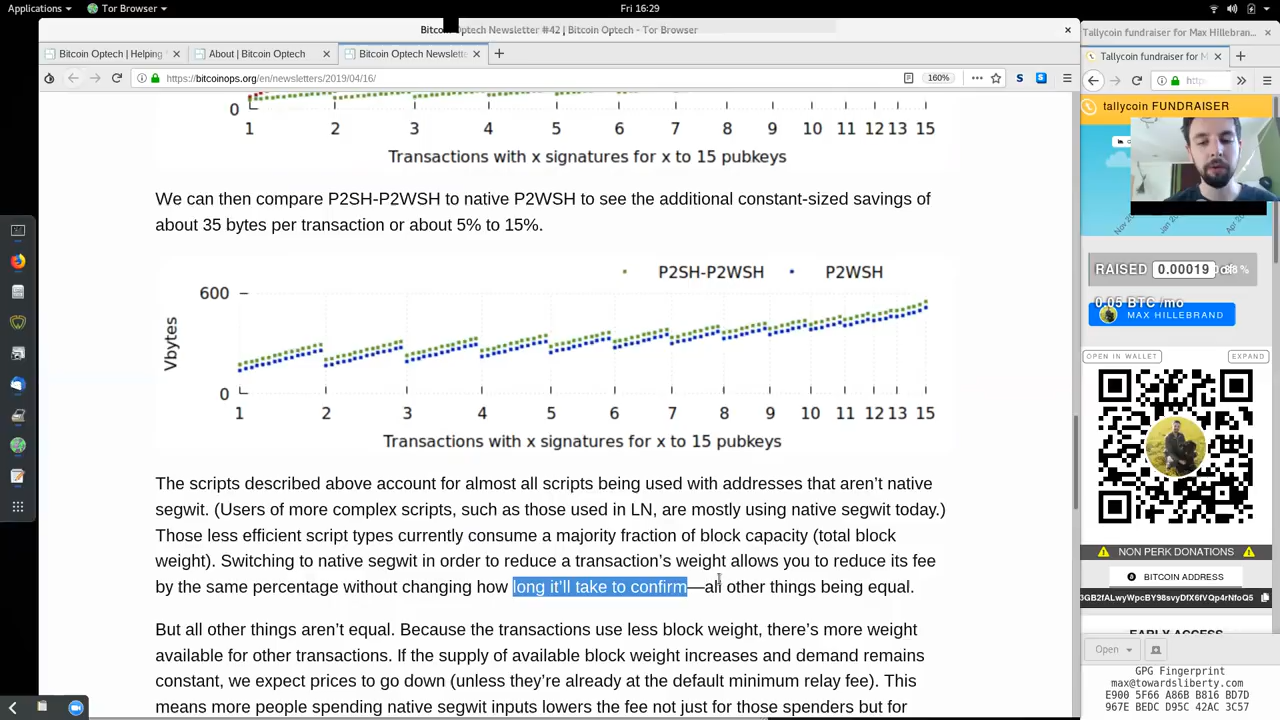 Applications
Tor Browser
Fri 16:29
Bitcoin Optech Newsletter #42 | Bitcoin Optech - Tor Browser
Tallycoin fundraiser for Max Hillebran…
Bitcoin Optech | Helping
About | Bitcoin Optech
Bitcoin Optech Newslette
Tallycoin fundraiser for M
https://bitcoinops.org/en/newsletters/2019/04/16/
160%
S
S
http
tallycoin FUNDRAISER
0
1 2 3 4 5 6 7 8 9 10 11 12 13 15
Transactions with x signatures for x to 15 pubkeys
We can then compare P2SH-P2WSH to native P2WSH to see the additional constant-sized savings of
about 35 bytes per transaction or about 5% to 15%.
P2SH-P2WSH P2WSH
600
Vbytes
0
1 2 3 4 5 6 7 8 9 10 11 12 13 15
Transactions with x signatures for x to 15 pubkeys
The scripts described above account for almost all scripts being used with addresses that aren't native
segwit. (Users of more complex scripts, such as those used in LN, are mostly using native segwit today.)
Those less efficient script types currently consume a majority fraction of block capacity (total block
weight). Switching to native segwit in order to reduce a transaction's weight allows you to reduce its fee
by the same percentage without changing how long it'll take to confirm—all other things being equal.
But all other things aren't equal. Because the transactions use less block weight, there's more weight
available for other transactions. If the supply of available block weight increases and demand remains
constant, we expect prices to go down (unless they're already at the default minimum relay fee). This
means more people spending native segwit inputs lowers the fee not just for those spenders but for
RAISED 0.00019
0.05 BTC /mo
MAX HILLEBRAND
OPEN IN WALLET
EXPAND
NON PERK DONATIONS
BITCOIN ADDRESS
EARLY ACCESS
Open
GPG Fingerprint
max@towardsliberty.com
E900 5F66 A86B B816 BD7D
967E BEDC D95C 42AC 3C57